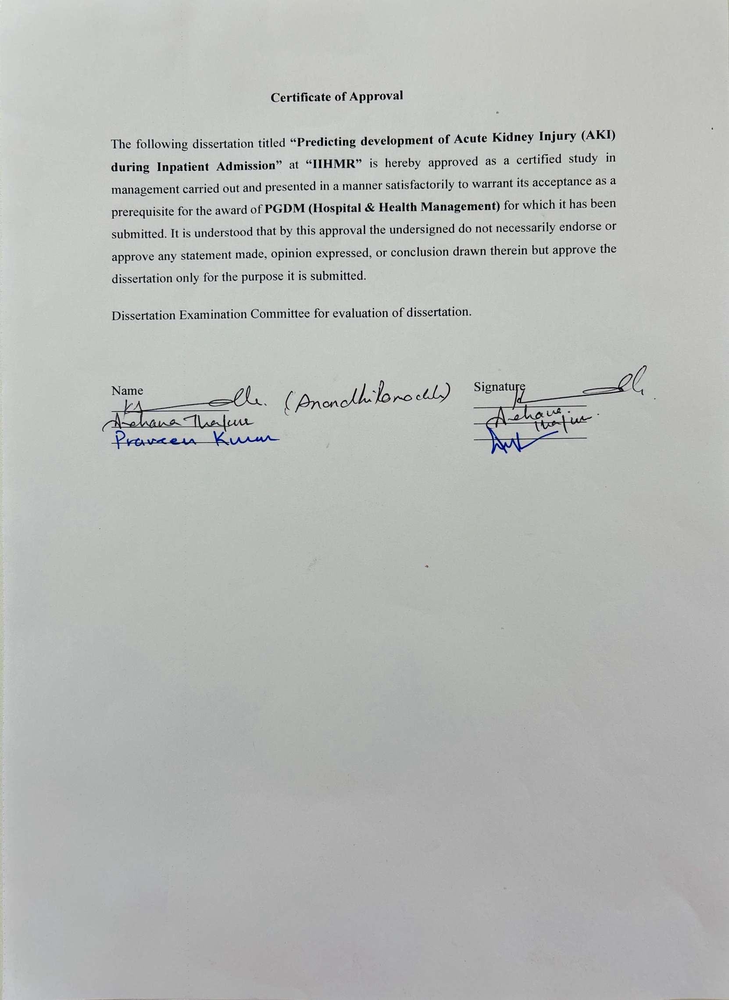 Certificate of Approval
The following dissertation titled “Predicting development of Acute Kidney Injury (AKI)
during Inpatient Admission” at “IIHMR” is hereby approved as a certified study in
management carried out and presented in a manner satisfactorily to warrant its acceptance as a
prerequisite for the award of PGDM (Hospital & Health Management) for which it has been
submitted. It is understood that by this approval the undersigned do not necessarily endorse or
approve any statement made, opinion expressed, or conclusion drawn therein but approve the
dissertation only for the purpose it is submitted.
Dissertation Examination Committee for evaluation of dissertation.
Name
Signature
Archana Thakur
Archana
Thakur
Praveen Kumar